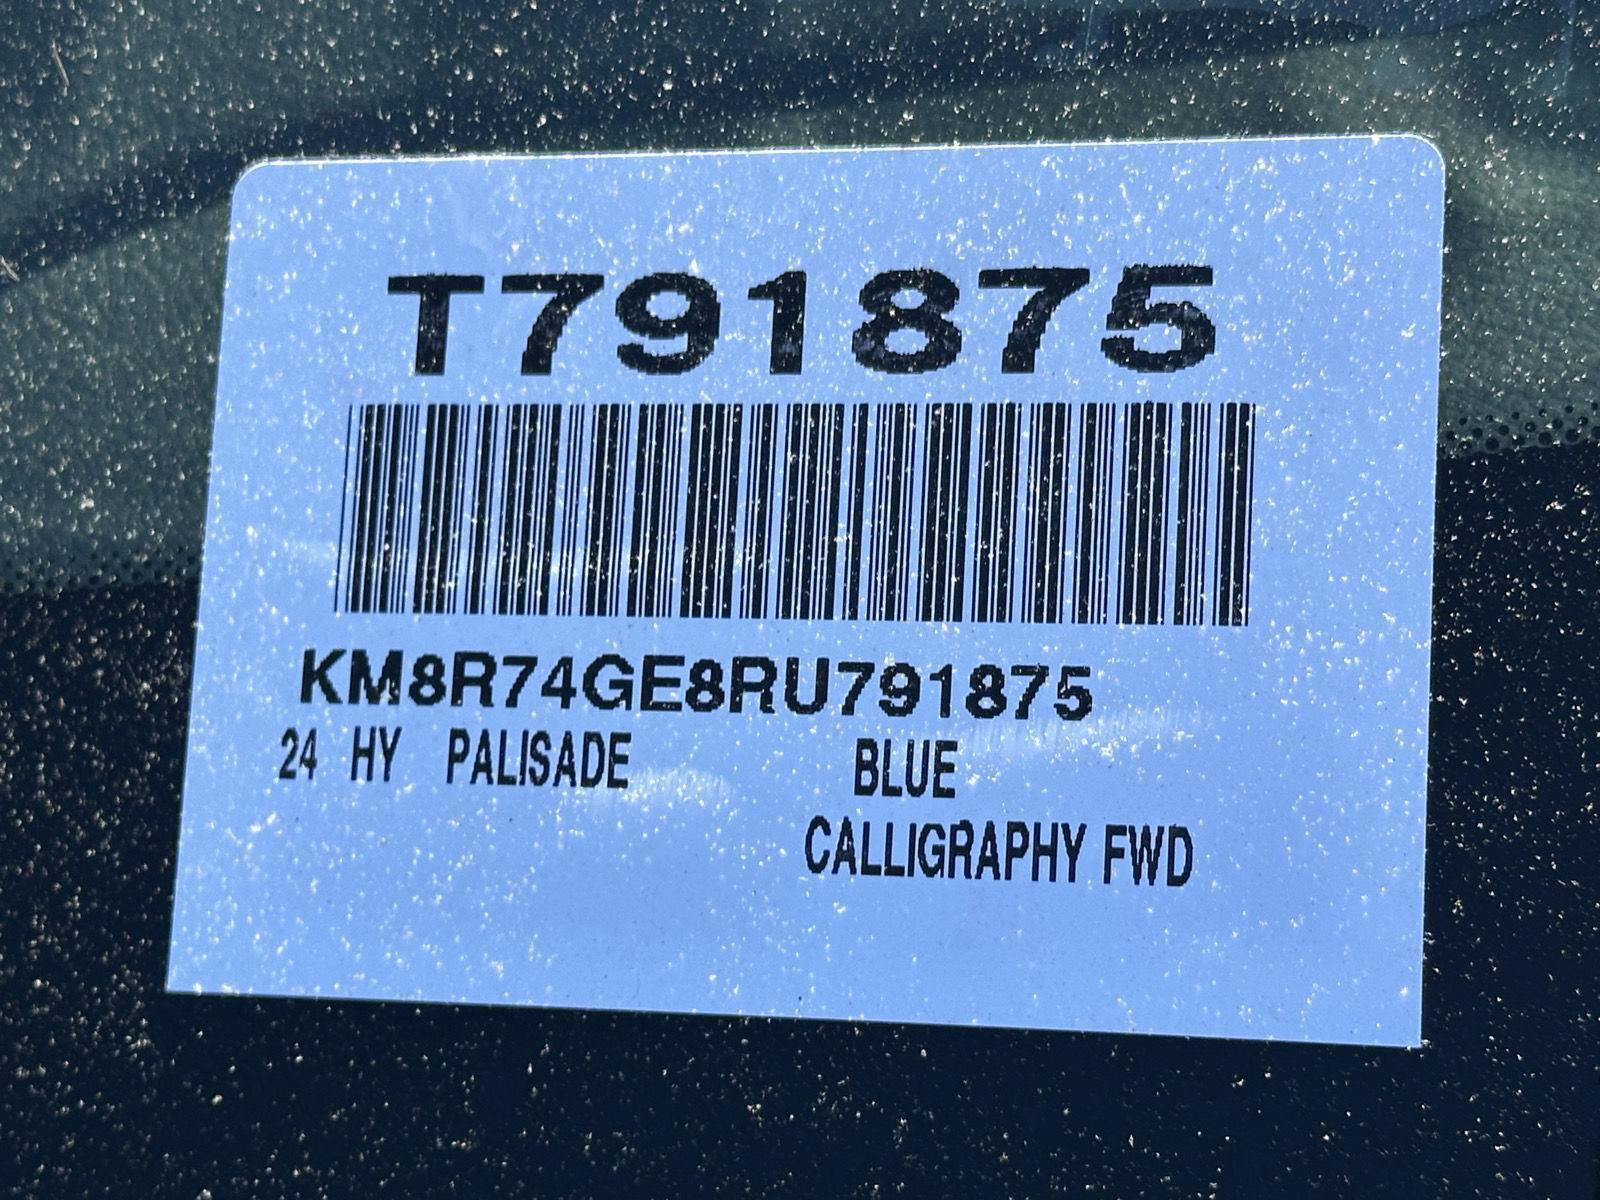 T791875
KM8R74GE8RU791875
24 HY PALISADE BLUE
CALLIGRAPHY FWD